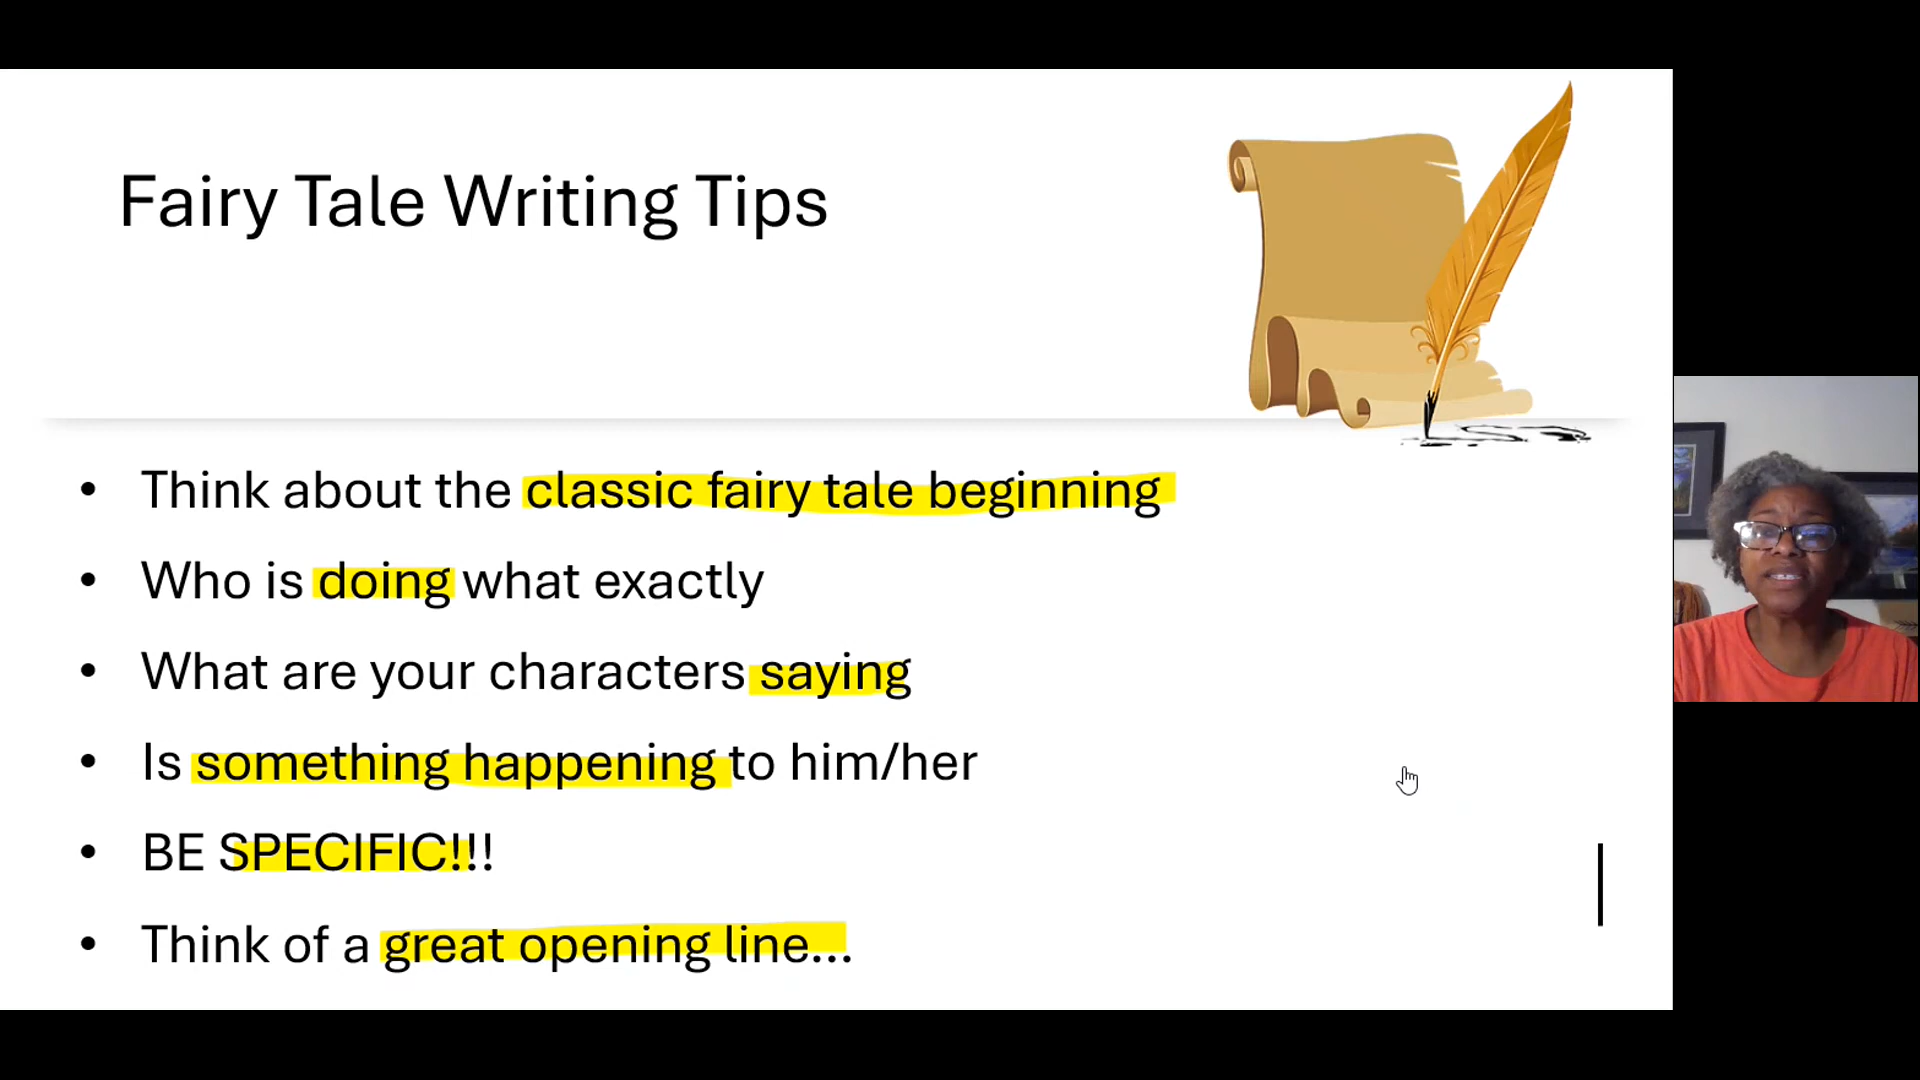 Fairy Tale Writing Tips
• Think about the classic fairy tale beginning
• Who is doing what exactly
• What are your characters saying
• Is something happening to him/her
• BE SPECIFIC!!!
• Think of a great opening line...